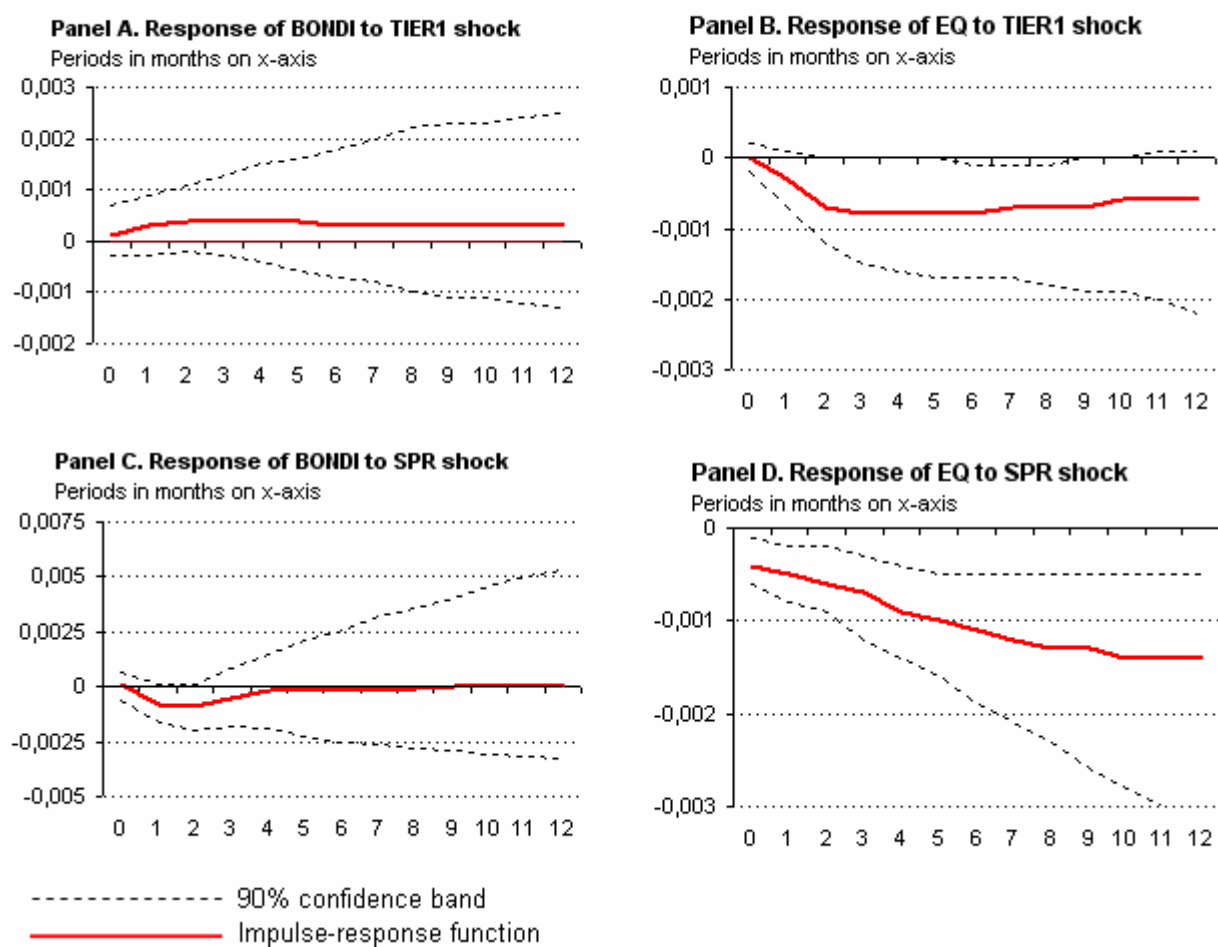 Panel A. Response of BONDI to TIER1 shock
Periods in months on x-axis
0,003
0,002
0,001
0
-0,001
-0,002
0 1 2 3 4 5 6 7 8 9 10 11 12
Panel B. Response of EQ to TIER1 shock
Periods in months on x-axis
0,001
0
-0,001
-0,002
-0,003
0 1 2 3 4 5 6 7 8 9 10 11 12
Panel C. Response of BONDI to SPR shock
Periods in months on x-axis
0,0075
0,005
0,0025
0
-0,0025
-0,005
0 1 2 3 4 5 6 7 8 9 10 11 12
Panel D. Response of EQ to SPR shock
Periods in months on x-axis
0
-0,001
-0,002
-0,003
0 1 2 3 4 5 6 7 8 9 10 11 12
90% confidence band
Impulse-response function